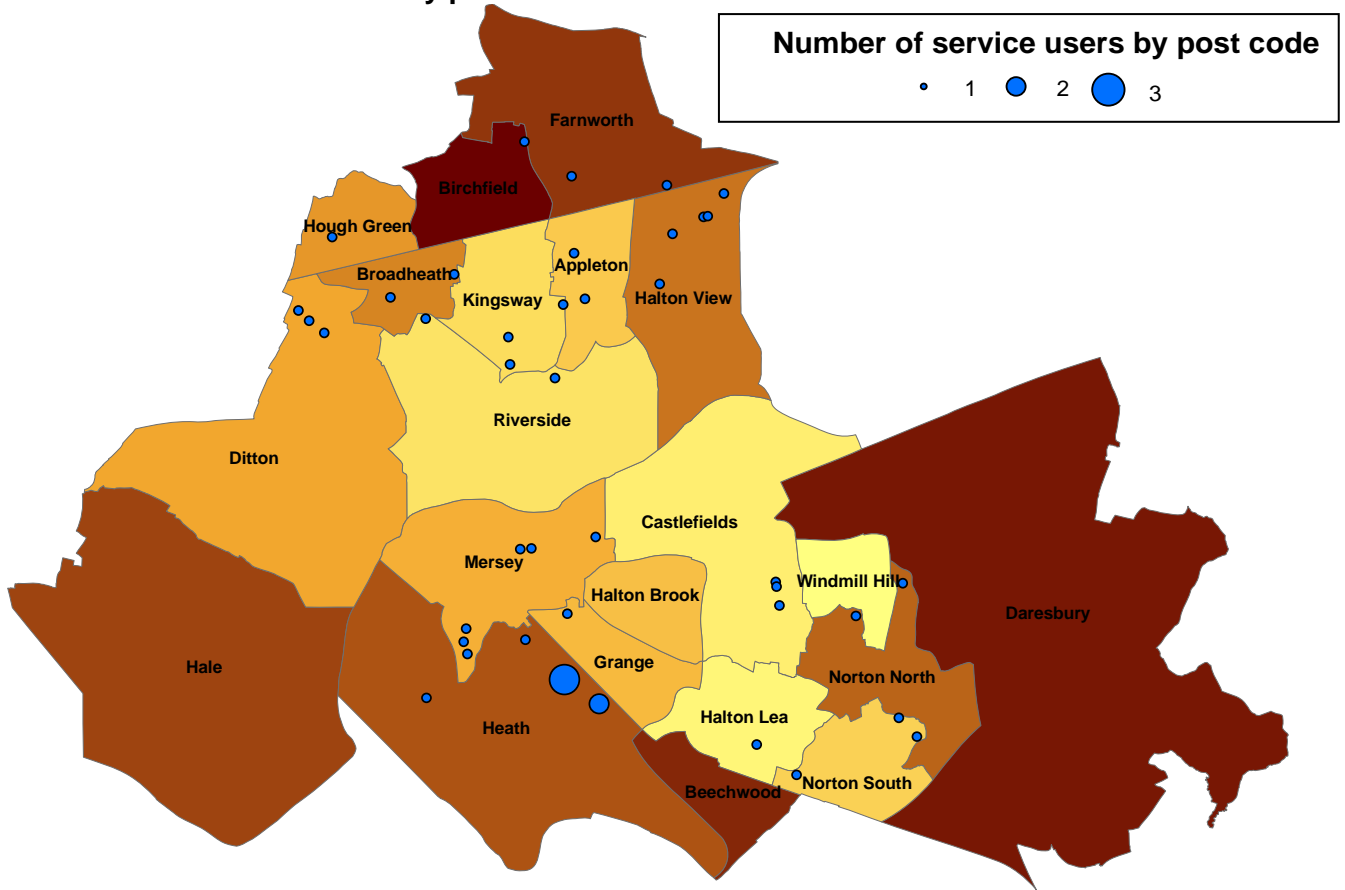 Number of service users by post code
1 2 3
Farnworth
Birchfield
Hough Green
Broadheath
Appleton
Kingsway
Halton View
Riverside
Ditton
Castlefields
Mersey
Windmill Hill
Halton Brook
Daresbury
Hale
Grange
Norton North
Halton Lea
Heath
Norton South
Beechwood